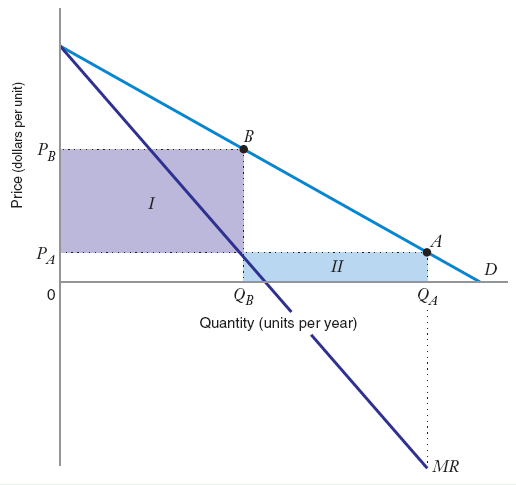 Price (dollars per unit)
P_B
B
I
P_A
A
II
D
0
Q_B
Q_A
Quantity (units per year)
MR